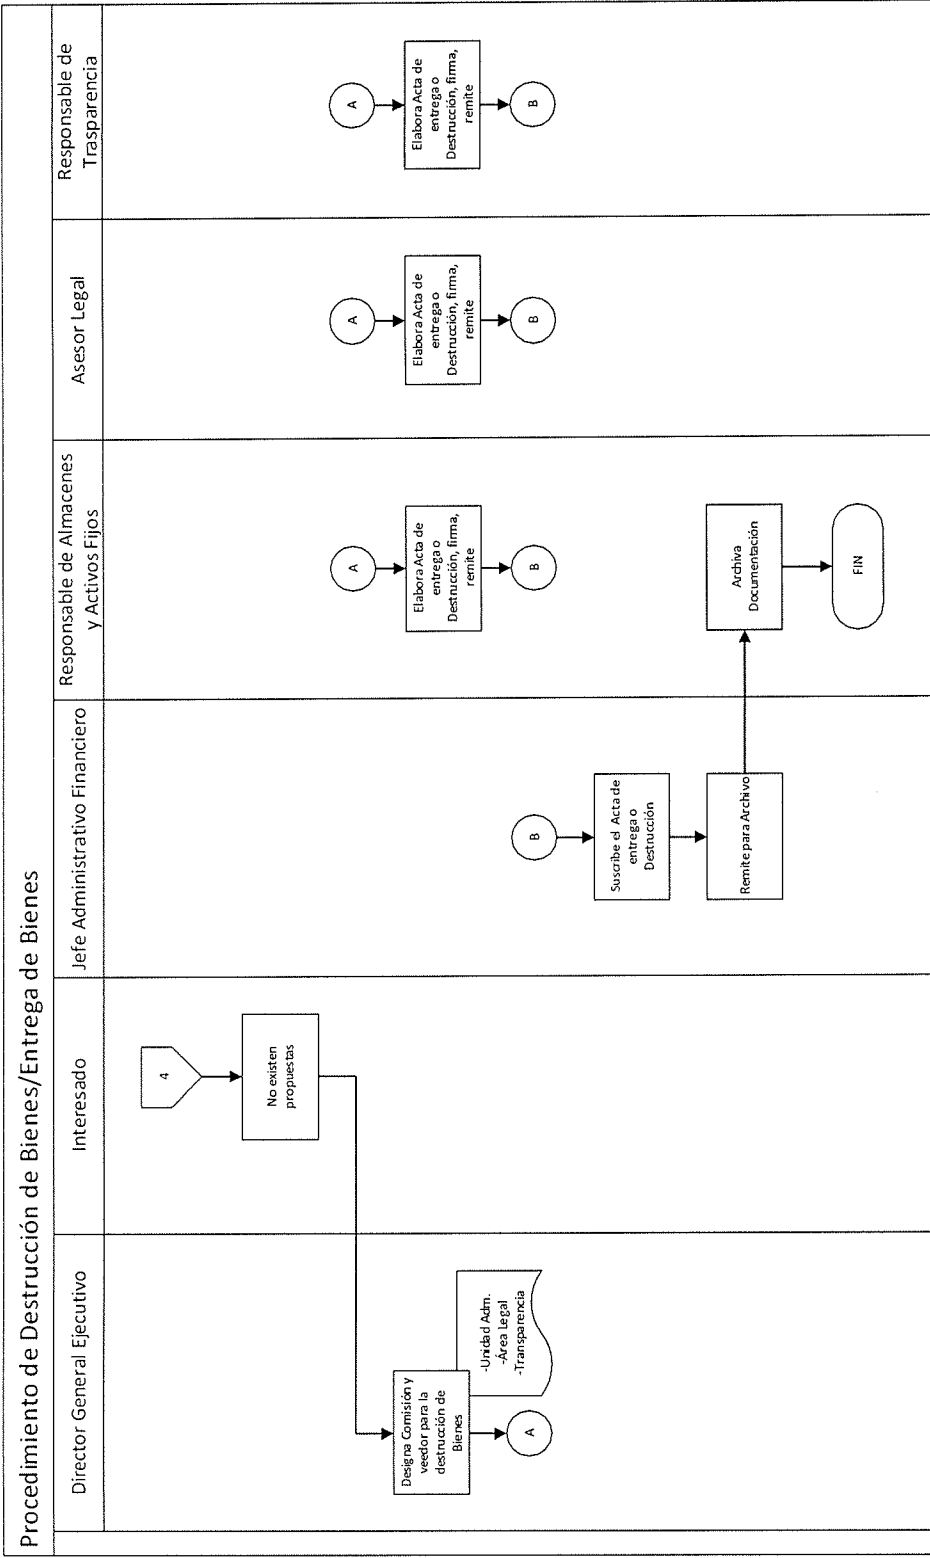 Procedimiento de Destrucción de Bienes/Entrega de Bienes
Director General Ejecutivo
Interesado
Jefe Administrativo Financiero
Responsable de Almacenes
y Activos Fijos
Asesor Legal
Responsable de
Trasparencia
4
No existen
propuestas
Designa Comisión y
veedor para la
destrucción de
Bienes
-Unidad Adm.
-Área Legal
-Transparencia
A
A
Elabora Acta de
entrega o
Destrucción, firma,
remite
B
A
Elabora Acta de
entrega o
Destrucción, firma,
remite
B
A
Elabora Acta de
entrega o
Destrucción, firma,
remite
B
B
Suscribe el Acta de
entrega o
Destrucción
Remite para Archivo
Archiva
Documentación
FIN